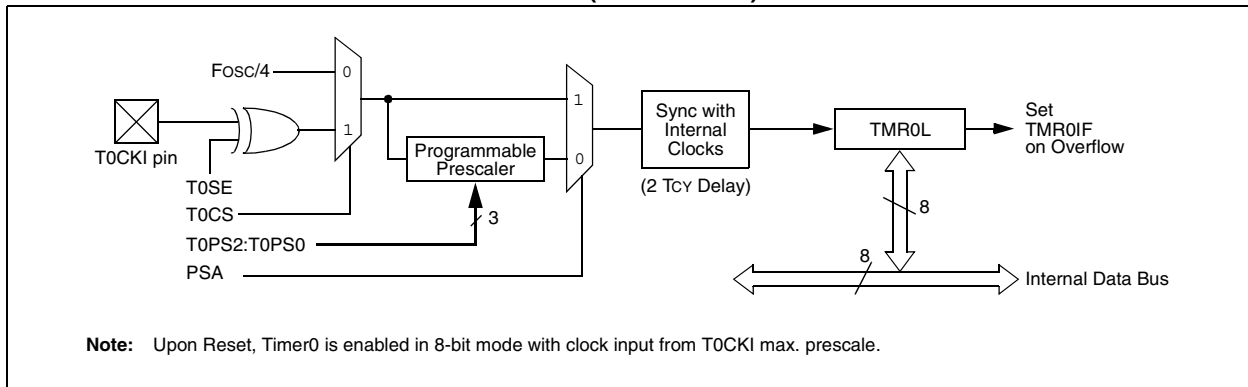 FOSC/4
0
1
T0CKI pin
T0SE
T0CS
T0PS2:T0PS0
PSA
Programmable
Prescaler
3
1
0
Sync with
Internal
Clocks
(2 TCY Delay)
TMR0L
Set
TMR0IF
on Overflow
8
8
Internal Data Bus
Note: Upon Reset, Timer0 is enabled in 8-bit mode with clock input from T0CKI max. prescale.